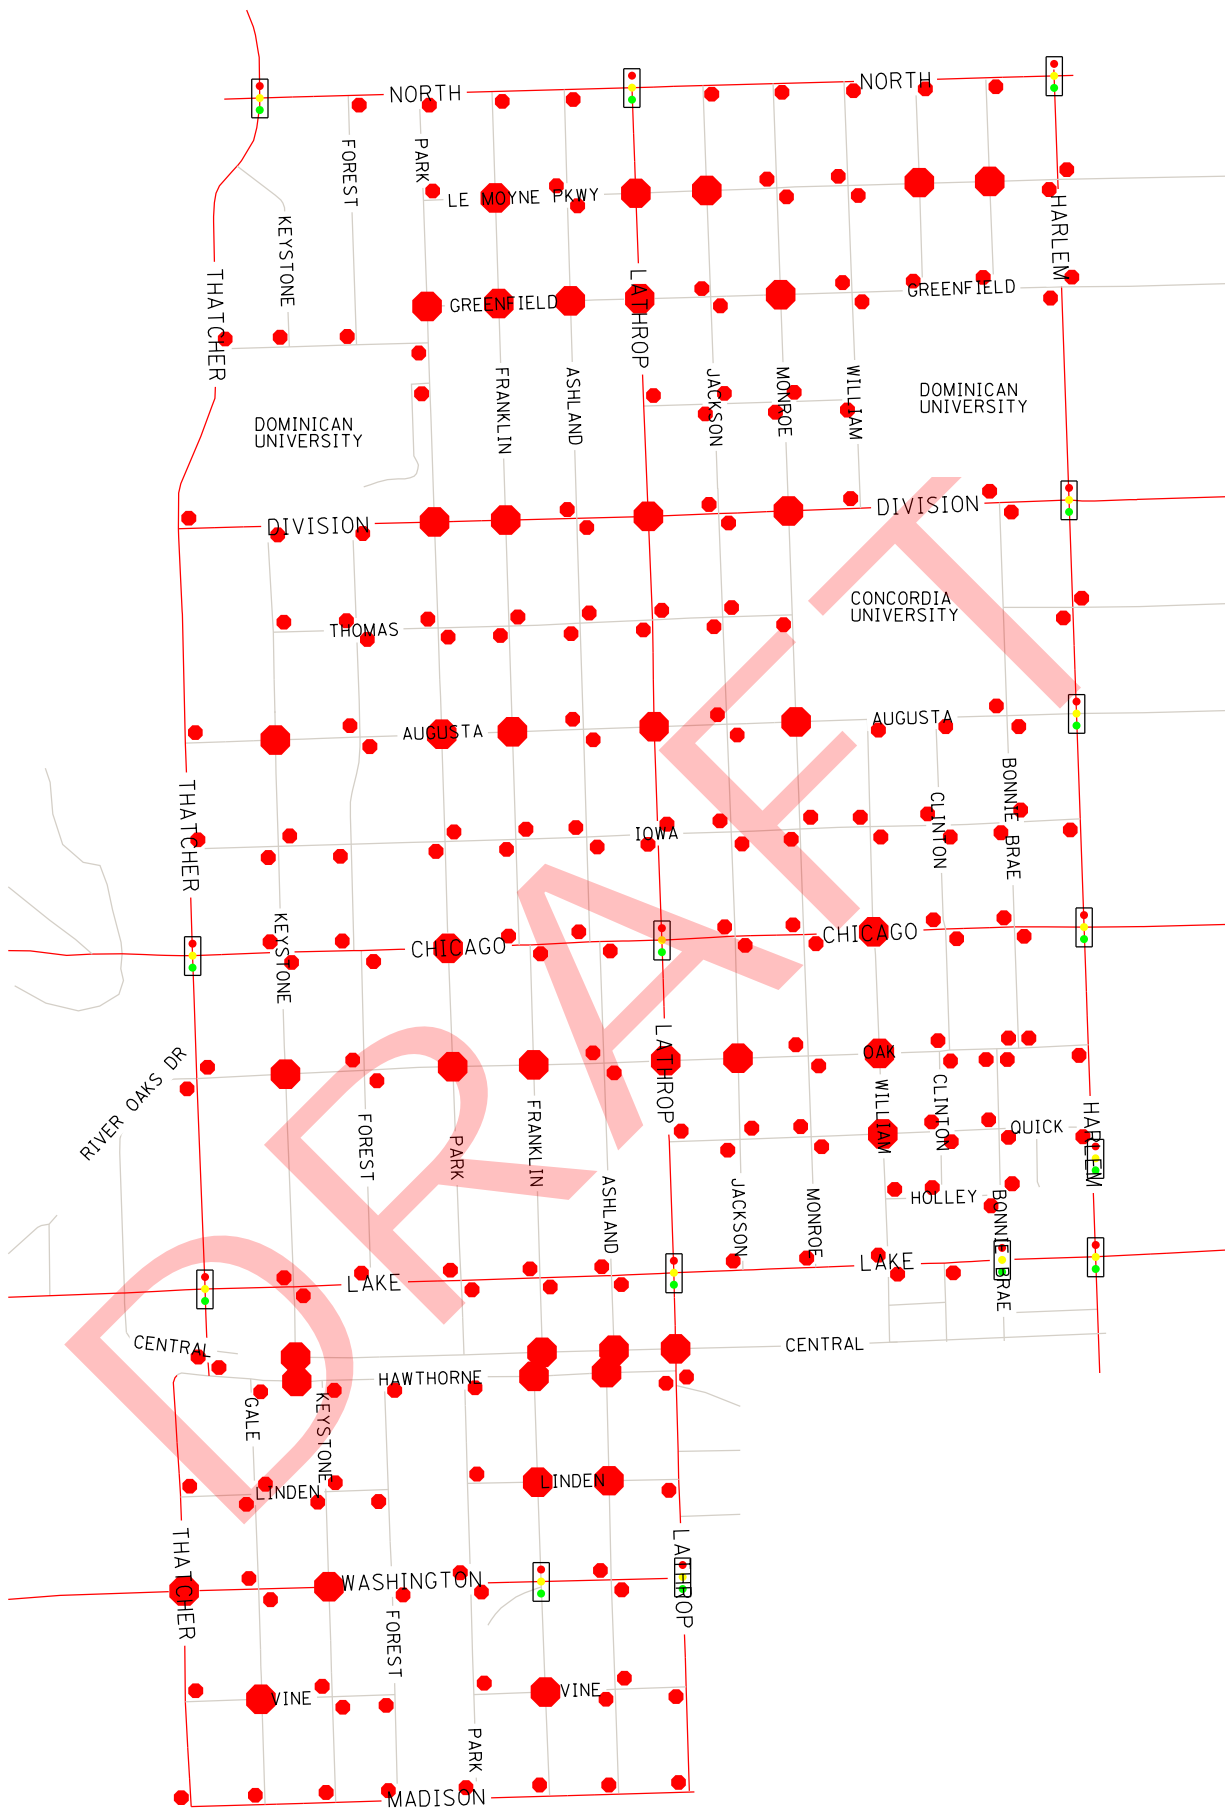 NORTH
NORTH
FOREST
PARK
LE MOYNE PKWY
KEYSTONE
HARLEM
THATCHER
LATHROP
GREENFIELD
GREENFIELD
FRANKLIN
ASHLAND
JACKSON
MONROE
WILLIAM
DOMINICAN
UNIVERSITY
DOMINICAN
UNIVERSITY
DIVISION
DIVISION
CONCORDIA
UNIVERSITY
THOMAS
AUGUSTA
AUGUSTA
THATCHER
BONNIE BRAE
CLINTON
IOWA
KEYSTONE
CHICAGO
CHICAGO
LATHROP
RIVER OAKS DR
OAK
FOREST
FRANKLIN
PARK
WILLIAM
CLINTON
HARLEM
QUICK
ASHLAND
JACKSON
MONROE
HOLLEY
BONNIE BRAE
LAKE
LAKE
CENTRAL
CENTRAL
HAWTHORNE
GALE
KEYSTONE
LINDEN
LINDEN
THATCHER
LATHROP
WASHINGTON
FOREST
VINE
VINE
PARK
MADISON
DRAFT